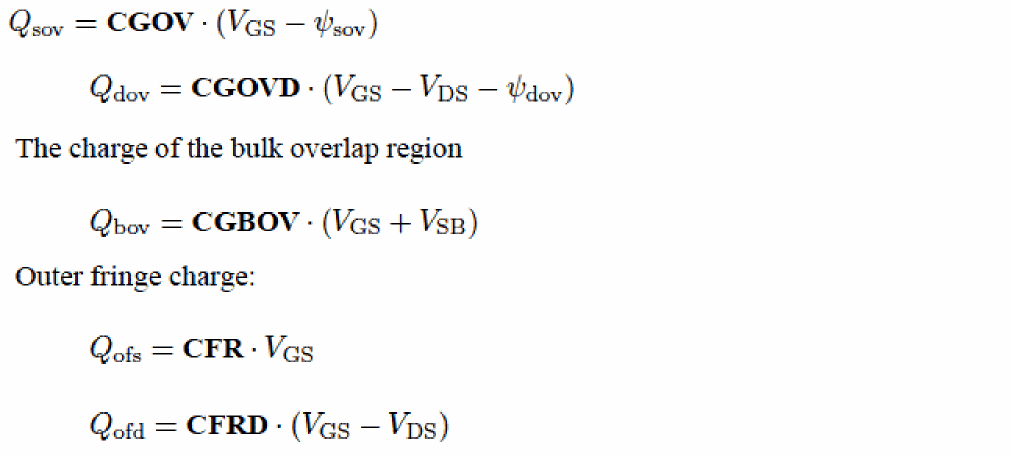 Q_sov = CGOV · (V_GS − ψ_sov)
Q_dov = CGOVD · (V_GS − V_DS − ψ_dov)
The charge of the bulk overlap region
Q_bov = CGBOV · (V_GS + V_SB)
Outer fringe charge:
Q_ofs = CFR · V_GS
Q_ofd = CFRD · (V_GS − V_DS)